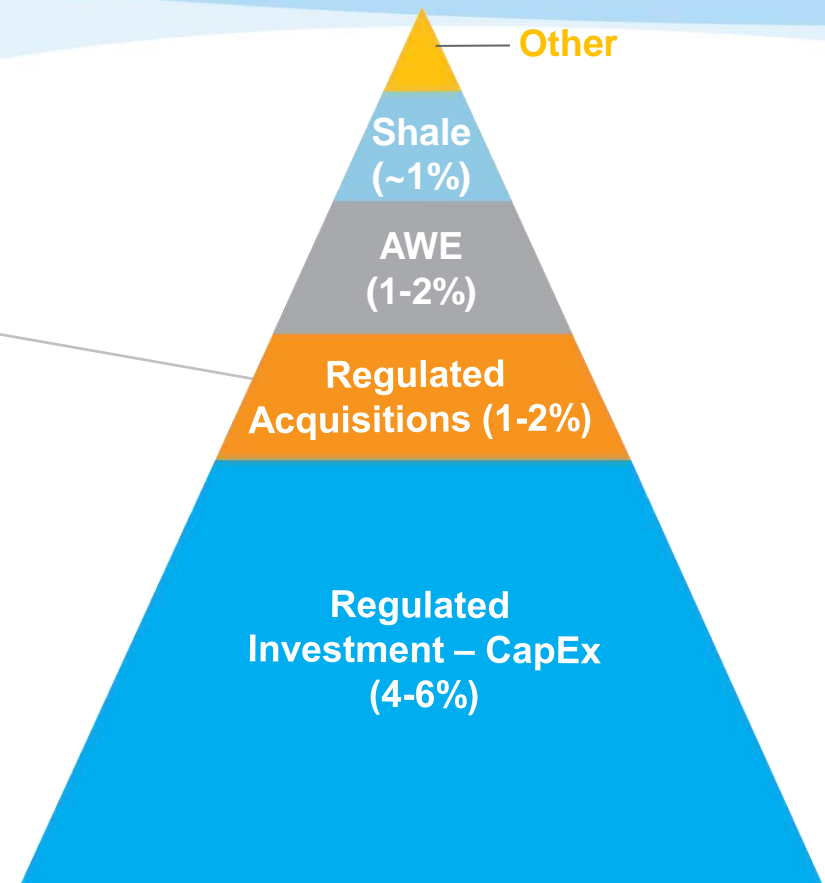 Other
Shale
(~1%)
AWE
(1-2%)
Regulated
Acquisitions (1-2%)
Regulated
Investment – CapEx
(4-6%)